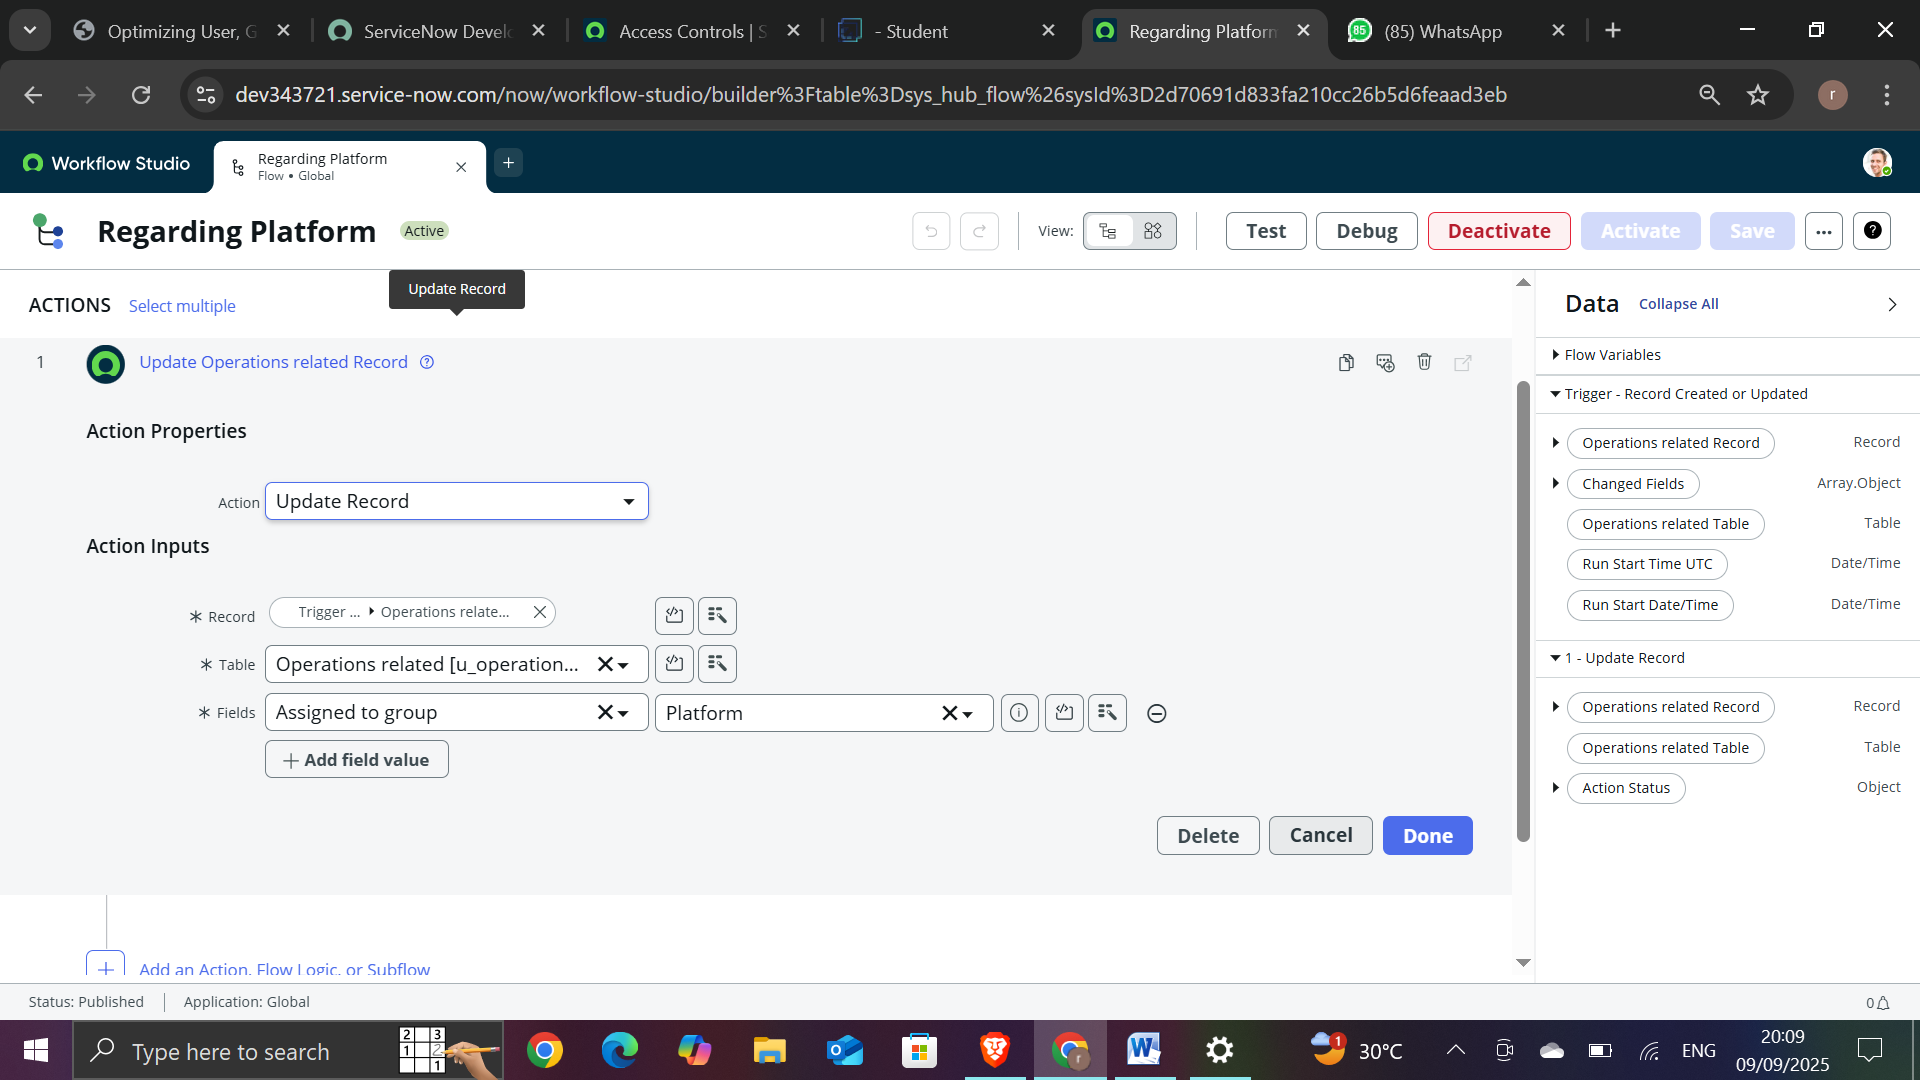 Optimizing User, G
ServiceNow Devel
Access Controls | S
- Student
Regarding Platforn
85
(85) WhatsApp
dev343721.service-now.com/now/workflow-studio/builder%3Ftable%3Dsys_hub_flow%26sysId%3D2d70691d833fa210cc26b5d6feaad3eb
r
Workflow Studio
Regarding Platform
Flow • Global
Regarding Platform
Active
View:
Test
Debug
Deactivate
Activate
Save
ACTIONS
Select multiple
Update Record
1
Update Operations related Record
Action Properties
Action
Update Record
Action Inputs
* Record
Trigger ...
Operations relate...
* Table
Operations related [u_operation...
* Fields
Assigned to group
Platform
+ Add field value
Delete
Cancel
Done
Add an Action, Flow Logic, or Subflow
Data
Collapse All
Flow Variables
Trigger - Record Created or Updated
Operations related Record
Record
Changed Fields
Array.Object
Operations related Table
Table
Run Start Time UTC
Date/Time
Run Start Date/Time
Date/Time
1 - Update Record
Operations related Record
Record
Operations related Table
Table
Action Status
Object
Status: Published
Application: Global
0
Type here to search
1
30°C
ENG
20:09
09/09/2025